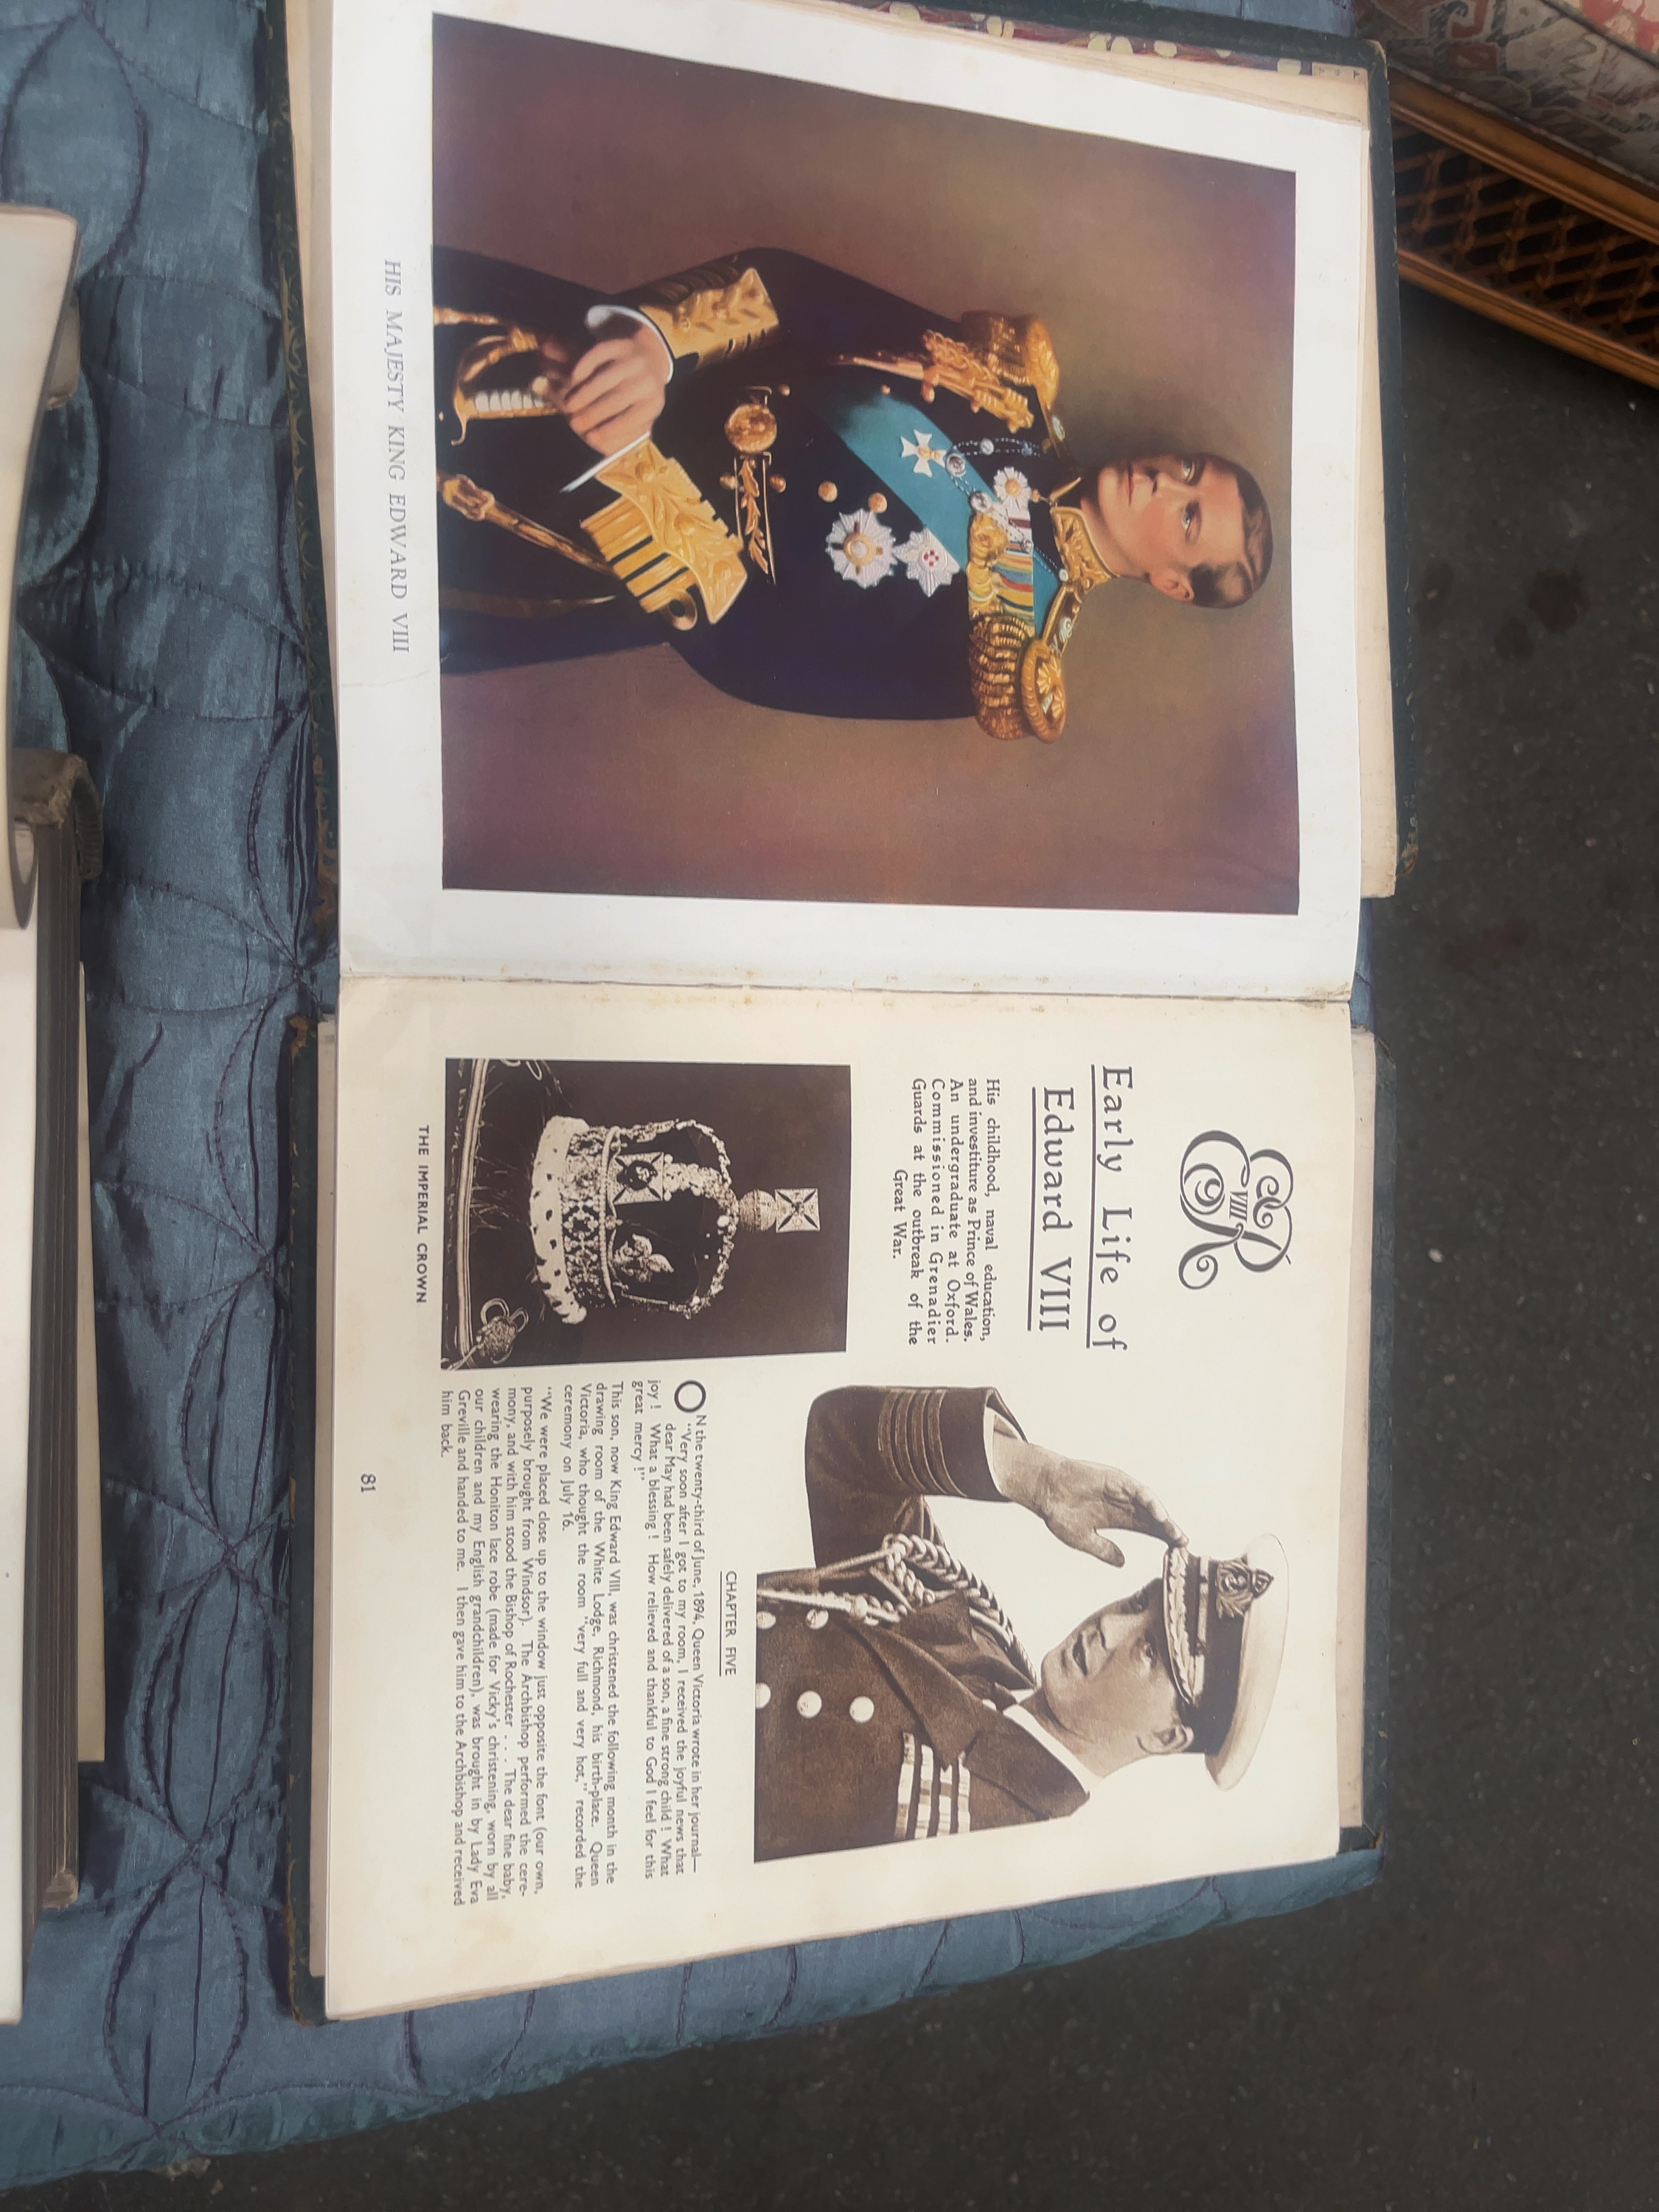 HIS MAJESTY KING EDWARD VIII
Early Life of
Edward VIII
His childhood, naval education,
and investiture as Prince of Wales.
An undergraduate at Oxford.
Commissioned in Grenadier
Guards at the outbreak of the
Great War.
THE IMPERIAL CROWN
CHAPTER FIVE
ON the twenty-third of June, 1894, Queen Victoria wrote in her journal—
"Very soon after I got to my room, I received the joyful news that
dear May had been safely delivered of a son, a fine strong child ! What
joy ! What a blessing ! How relieved and thankful to God I feel for this
great mercy !"
This son, now King Edward VIII, was christened the following month in the
drawing room of the White Lodge, Richmond, his birth-place. Queen
Victoria, who thought the room "very full and very hot," recorded the
ceremony on July 16.
"We were placed close up to the window just opposite the font (our own,
purposely brought from Windsor). The Archbishop performed the cere-
mony, and with him stood the Bishop of Rochester . . . The dear fine baby,
wearing the Honiton lace robe (made for Vicky's christening, worn by all
our children and my English grandchildren), was brought in by Lady Eva
Greville and handed to me. I then gave him to the Archbishop and received
him back.
81